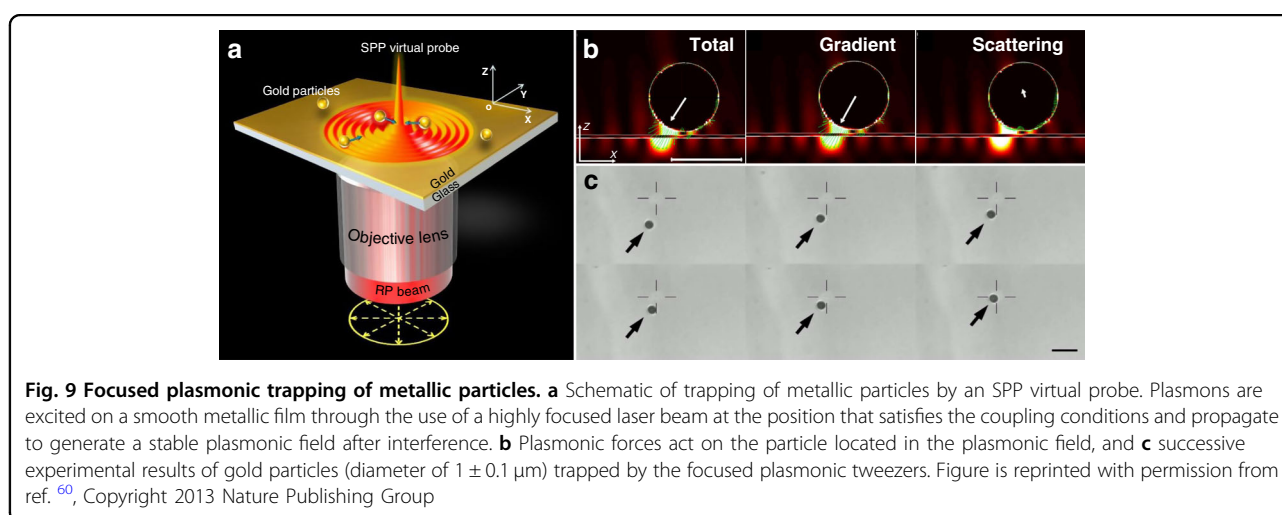 a
SPP virtual probe
Z
Y
o
X
Gold particles
Gold
Glass
Objective lens
RP beam
b
Total
Gradient
Scattering
z
x
c
Fig. 9 Focused plasmonic trapping of metallic particles. a Schematic of trapping of metallic particles by an SPP virtual probe. Plasmons are
excited on a smooth metallic film through the use of a highly focused laser beam at the position that satisfies the coupling conditions and propagate
to generate a stable plasmonic field after interference. b Plasmonic forces act on the particle located in the plasmonic field, and c successive
experimental results of gold particles (diameter of 1 ± 0.1 μm) trapped by the focused plasmonic tweezers. Figure is reprinted with permission from
ref. 60, Copyright 2013 Nature Publishing Group